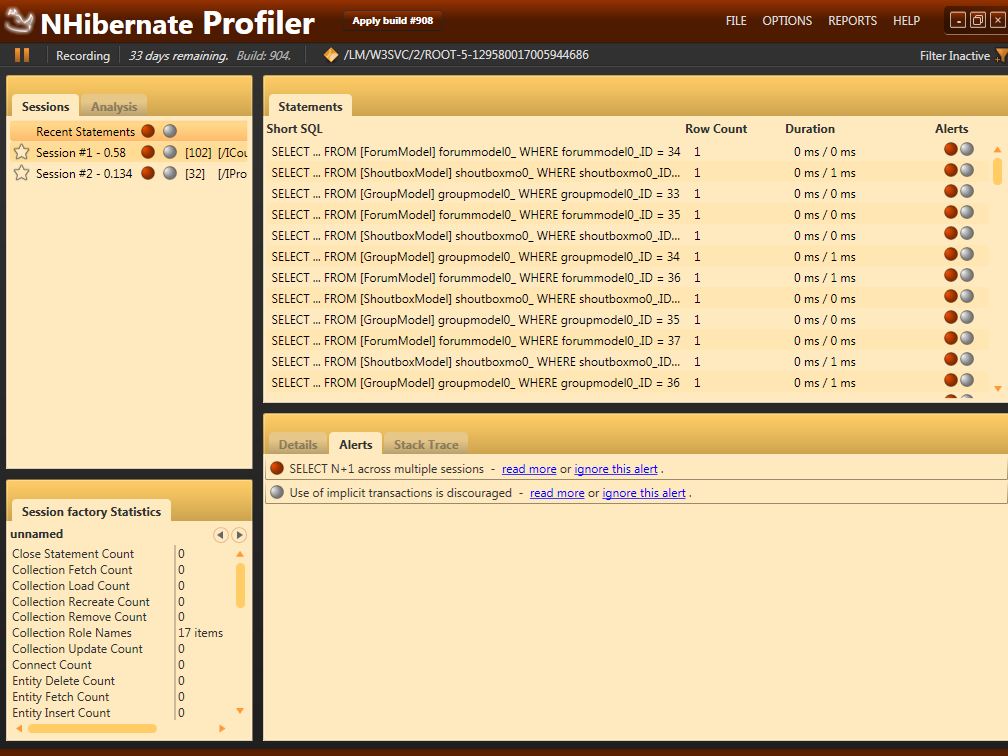 NHibernate Profiler Apply build #908 FILE OPTIONS REPORTS HELP
Recording 33 days remaining. Build: 904. /LM/W3SVC/2/ROOT-5-129580017005944686 Filter Inactive
Sessions Analysis
Recent Statements
Session #1 - 0.58 [102] [/ICou
Session #2 - 0.134 [32] [/IPro
Statements
Short SQL Row Count Duration Alerts
SELECT ... FROM [ForumModel] forummodel0_ WHERE forummodel0_.ID = 34 1 0 ms / 0 ms
SELECT ... FROM [ShoutboxModel] shoutboxmo0_ WHERE shoutboxmo0_.ID... 1 0 ms / 1 ms
SELECT ... FROM [GroupModel] groupmodel0_ WHERE groupmodel0_.ID = 33 1 0 ms / 0 ms
SELECT ... FROM [ForumModel] forummodel0_ WHERE forummodel0_.ID = 35 1 0 ms / 0 ms
SELECT ... FROM [ShoutboxModel] shoutboxmo0_ WHERE shoutboxmo0_.ID... 1 0 ms / 0 ms
SELECT ... FROM [GroupModel] groupmodel0_ WHERE groupmodel0_.ID = 34 1 0 ms / 1 ms
SELECT ... FROM [ForumModel] forummodel0_ WHERE forummodel0_.ID = 36 1 0 ms / 1 ms
SELECT ... FROM [ShoutboxModel] shoutboxmo0_ WHERE shoutboxmo0_.ID... 1 0 ms / 0 ms
SELECT ... FROM [GroupModel] groupmodel0_ WHERE groupmodel0_.ID = 35 1 0 ms / 0 ms
SELECT ... FROM [ForumModel] forummodel0_ WHERE forummodel0_.ID = 37 1 0 ms / 0 ms
SELECT ... FROM [ShoutboxModel] shoutboxmo0_ WHERE shoutboxmo0_.ID... 1 0 ms / 1 ms
SELECT ... FROM [GroupModel] groupmodel0_ WHERE groupmodel0_.ID = 36 1 0 ms / 1 ms
Details Alerts Stack Trace
SELECT N+1 across multiple sessions - read more or ignore this alert .
Use of implicit transactions is discouraged - read more or ignore this alert .
Session factory Statistics
unnamed
Close Statement Count 0
Collection Fetch Count 0
Collection Load Count 0
Collection Recreate Count 0
Collection Remove Count 0
Collection Role Names 17 items
Collection Update Count 0
Connect Count 0
Entity Delete Count 0
Entity Fetch Count 0
Entity Insert Count 0